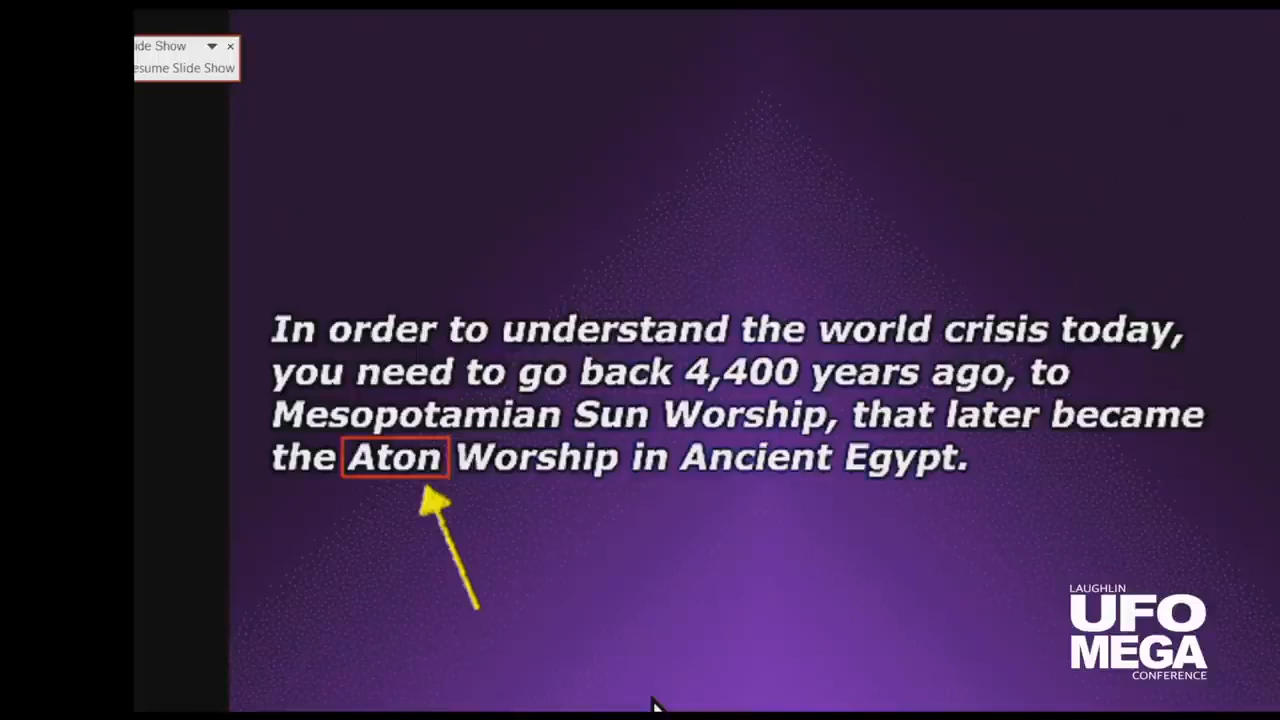 ide Show
esume Slide Show
In order to understand the world crisis today,
you need to go back 4,400 years ago, to
Mesopotamian Sun Worship, that later became
the Aton Worship in Ancient Egypt.
LAUGHLIN
UFO
MEGA
CONFERENCE